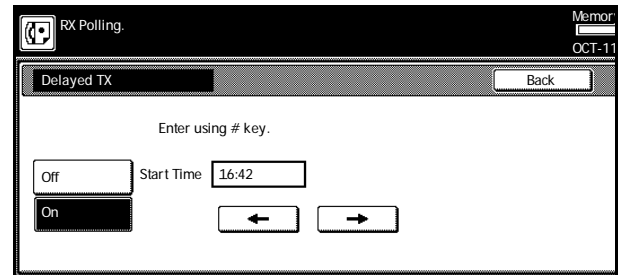 RX Polling.
Memor
OCT-11
Delayed TX
Back
Enter using # key.
Off
Start Time
16:42
On